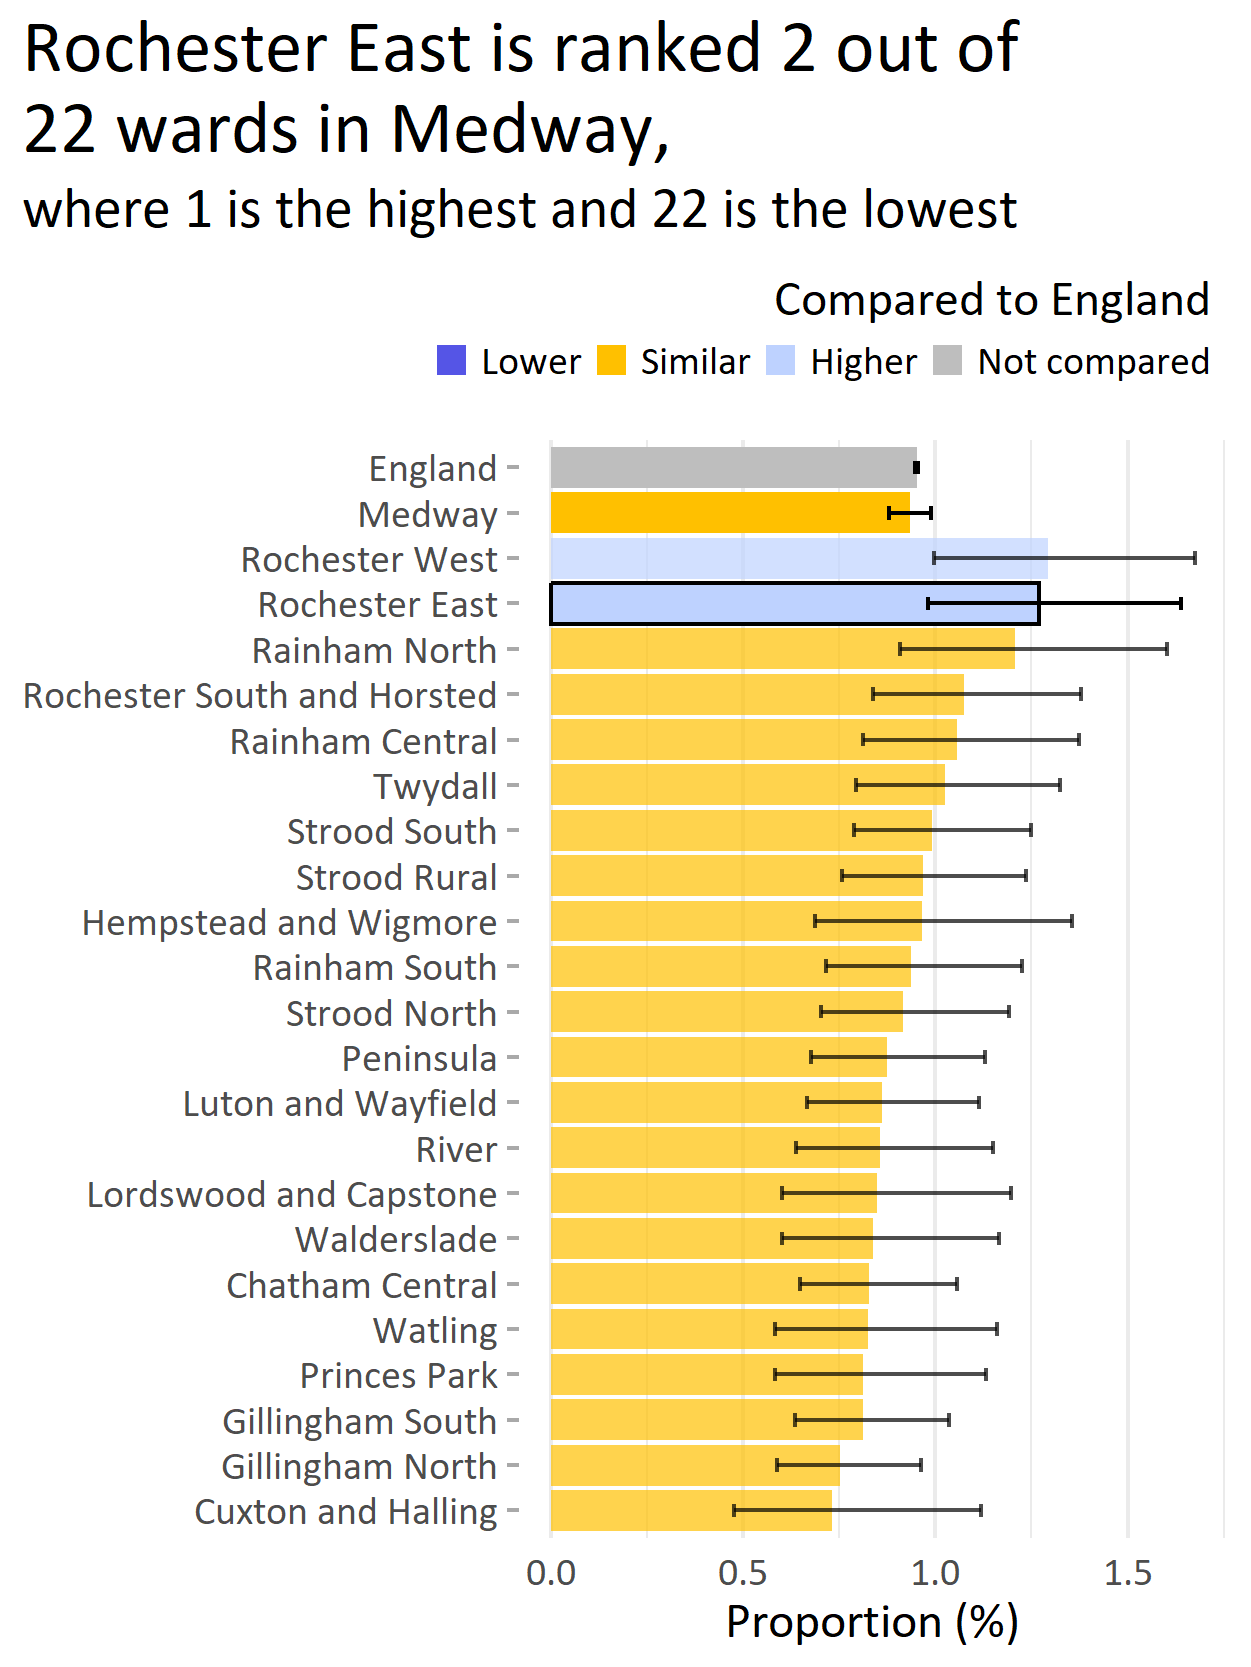 Rochester East is ranked 2 out of
22 wards in Medway,
where 1 is the highest and 22 is the lowest
Compared to England
Lower Similar Higher Not compared
England
Medway
Rochester West
Rochester East
Rainham North
Rochester South and Horsted
Rainham Central
Twydall
Strood South
Strood Rural
Hempstead and Wigmore
Rainham South
Strood North
Peninsula
Luton and Wayfield
River
Lordswood and Capstone
Walderslade
Chatham Central
Watling
Princes Park
Gillingham South
Gillingham North
Cuxton and Halling
0.0 0.5 1.0 1.5
Proportion (%)